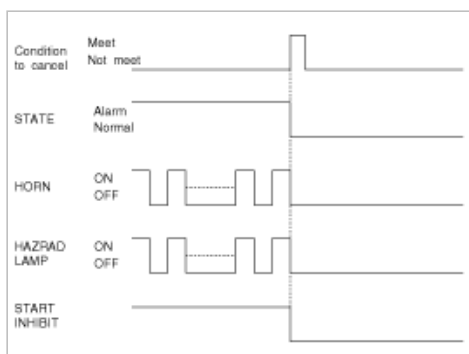 Condition to cancel
Meet
Not meet
STATE
Alarm
Normal
HORN
ON
OFF
HAZRAD LAMP
ON
OFF
START INHIBIT